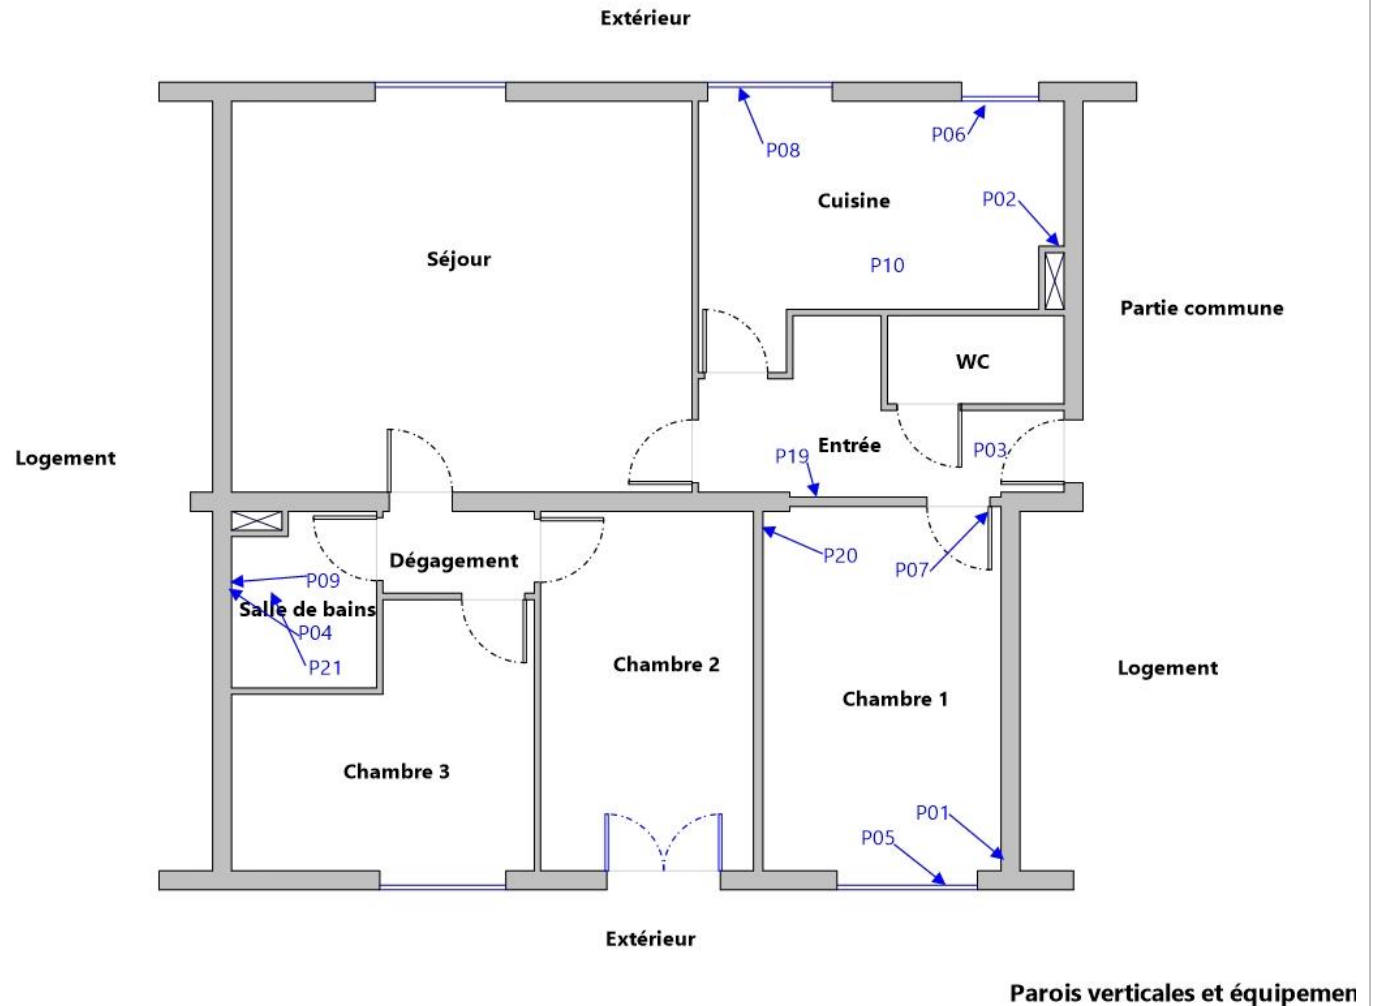 Extérieur
P08
P06
Cuisine
P02
Séjour
P10
Partie commune
WC
Logement
Entrée
P03
P19
Dégagement
P20
P07
P09
Salle de bains
P04
P21
Chambre 2
Logement
Chambre 1
Chambre 3
P01
P05
Extérieur
Parois verticales et équipemen